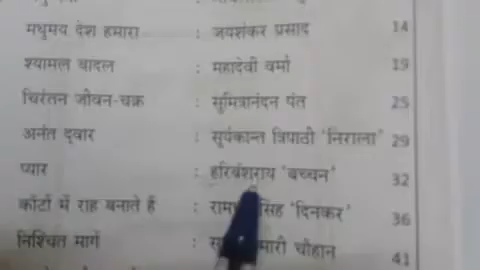 मधुमय देश हमारा : जयशंकर प्रसाद 14
श्यामल बादल : महादेवी वर्मा 19
चिरंतन जीवन-चक्र : सुमित्रानंदन पंत 25
अनंत द्वार : सूर्यकान्त त्रिपाठी 'निराला' 29
प्यार : हरिवंशराय 'बच्चन' 32
काँटों में राह बनाते हैं : सिंह 'दिनकर' 36
निश्चित मार्ग : चौहान 41